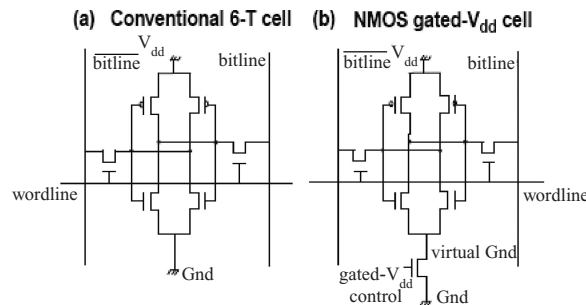 (a) Conventional 6-T cell
(b) NMOS gated-Vdd cell
Vdd
bitline
bitline
wordline
Gnd
Vdd
bitline
bitline
wordline
virtual Gnd
gated-Vdd
control
Gnd